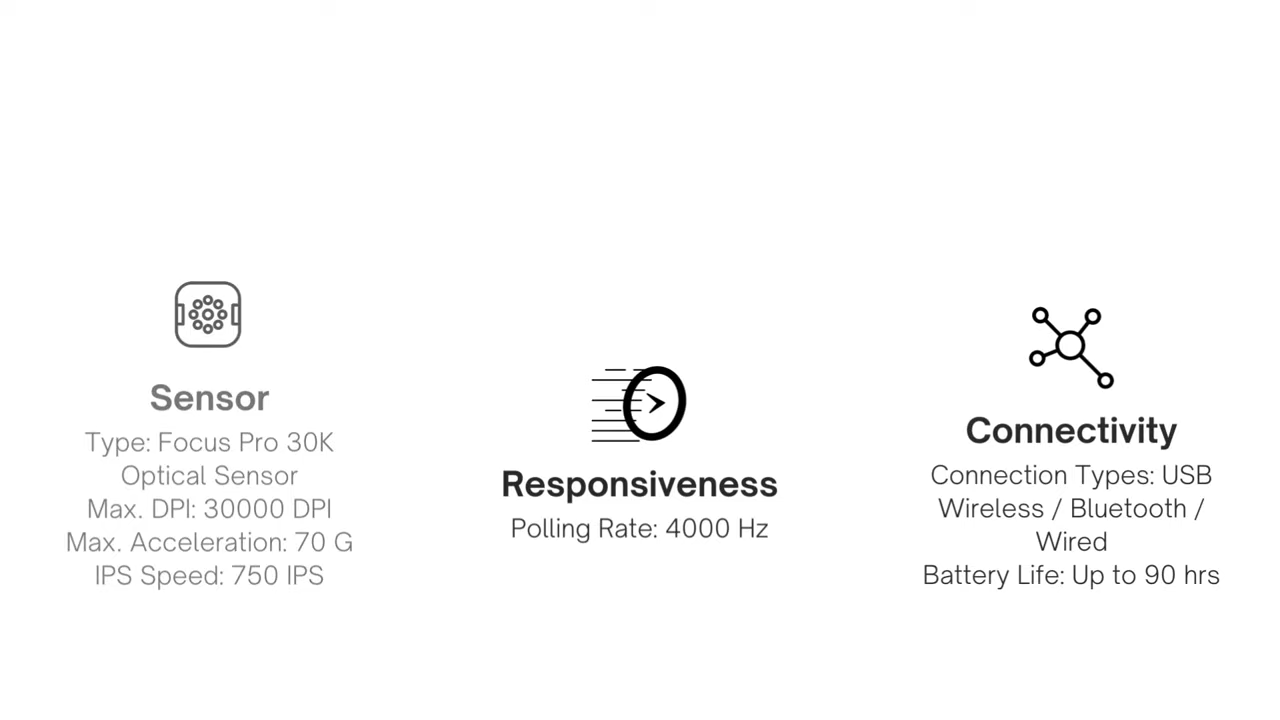 Sensor
Type: Focus Pro 30K
Optical Sensor
Max. DPI: 30000 DPI
Max. Acceleration: 70 G
IPS Speed: 750 IPS
Responsiveness
Polling Rate: 4000 Hz
Connectivity
Connection Types: USB
Wireless / Bluetooth /
Wired
Battery Life: Up to 90 hrs